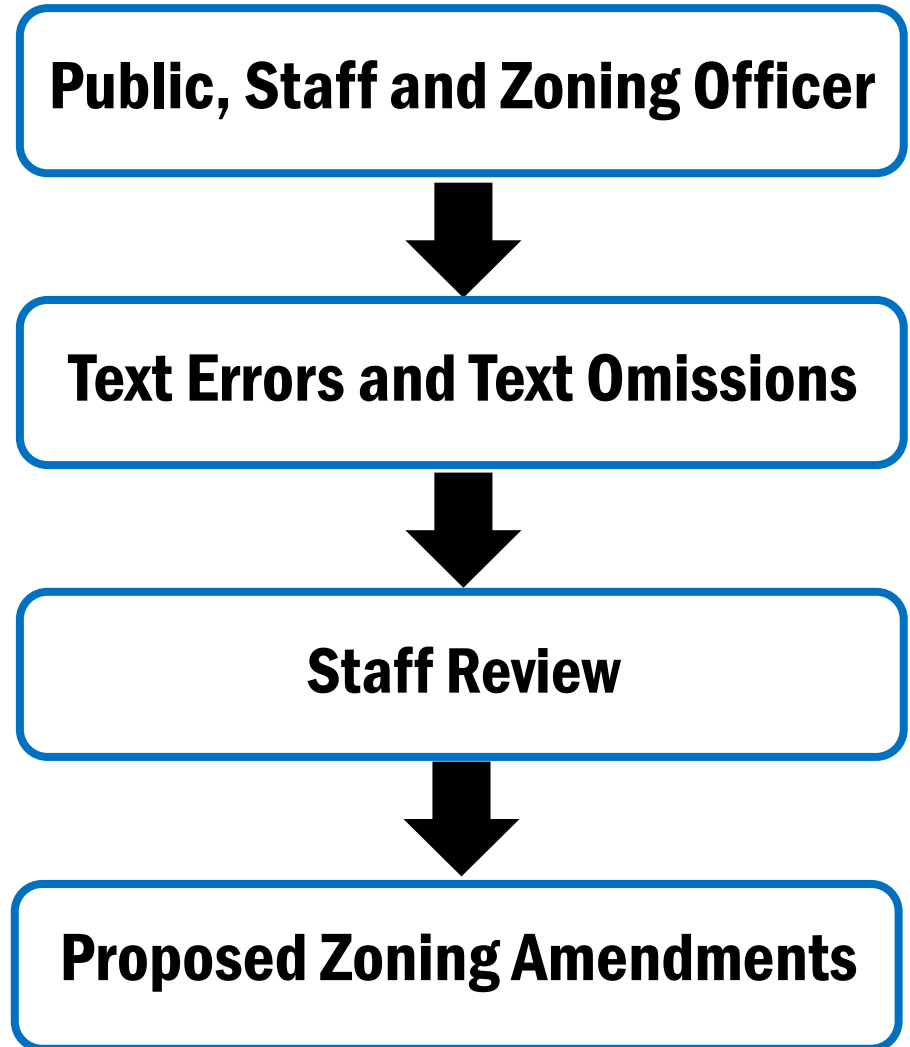 Public, Staff and Zoning Officer
Text Errors and Text Omissions
Staff Review
Proposed Zoning Amendments